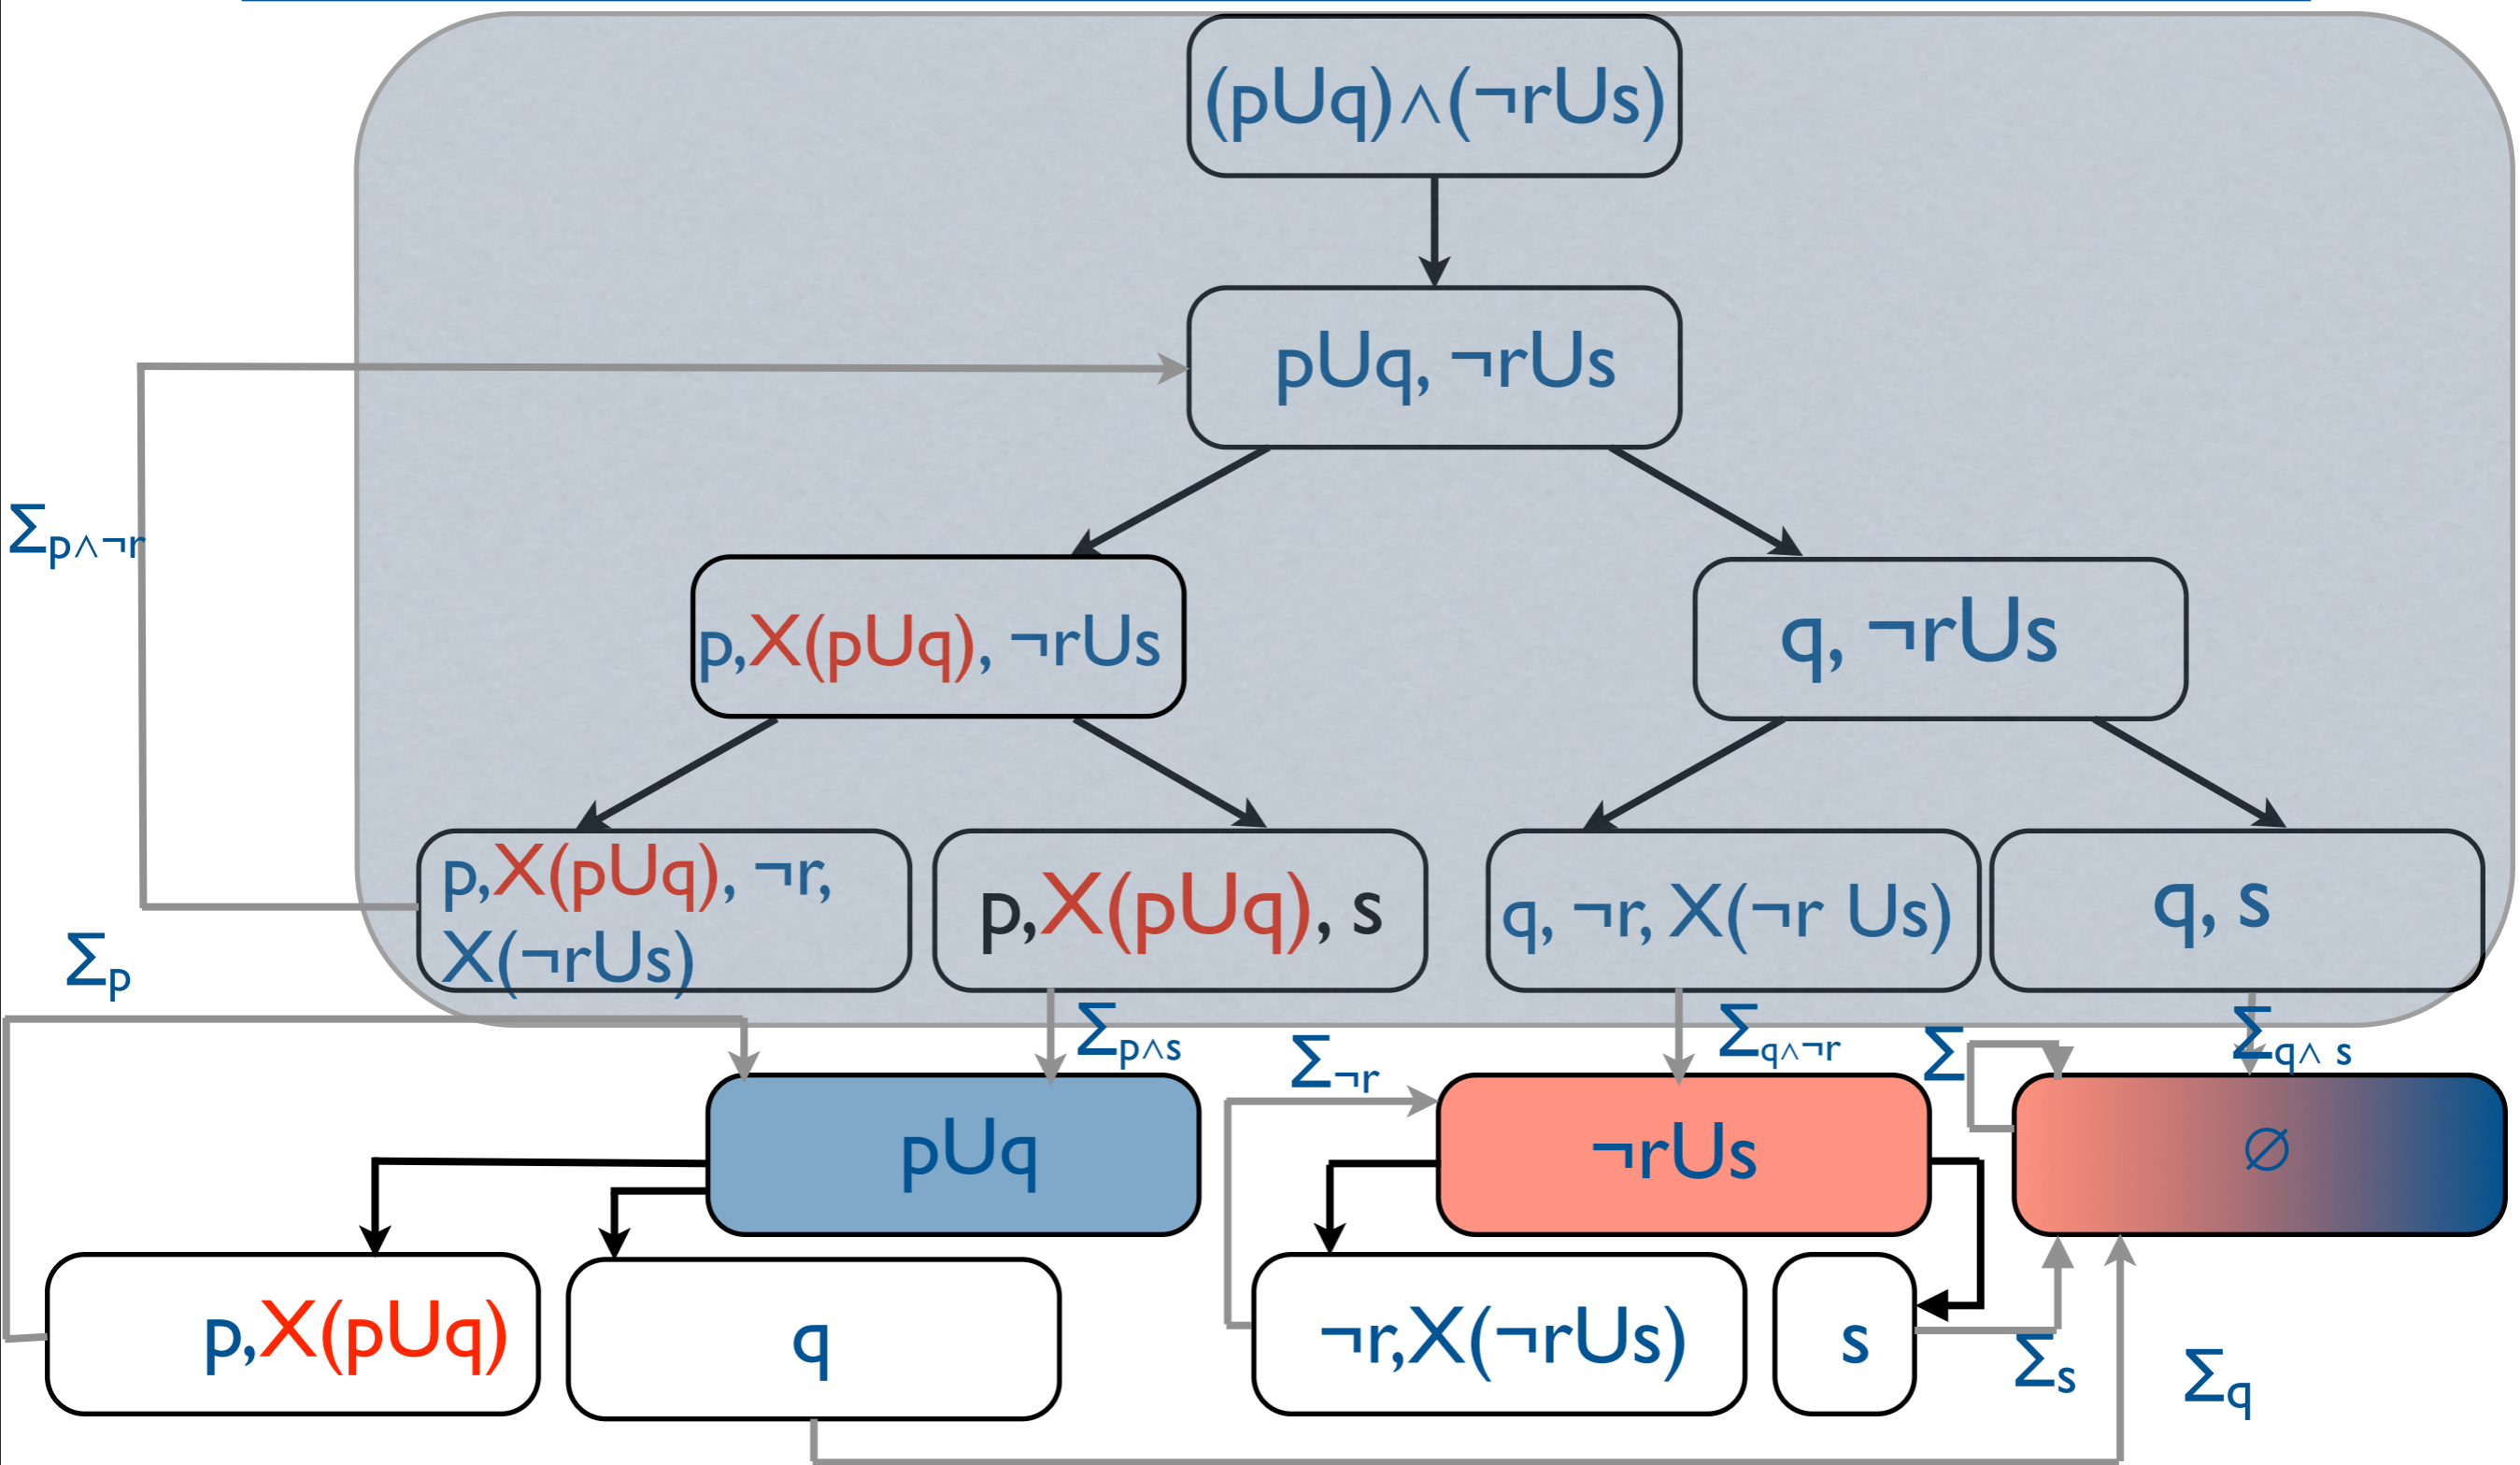 (pUq)∧(¬rUs)
pUq, ¬rUs
Σp∧¬r
p,X(pUq), ¬rUs
q, ¬rUs
p,X(pUq), ¬r,
X(¬rUs)
p,X(pUq), s
q, ¬r, X(¬r Us)
q, s
Σp
Σp∧s
Σ¬r
Σq∧¬r
Σ
Σq∧ s
pUq
¬rUs
∅
p,X(pUq)
q
¬r,X(¬rUs)
s
Σs
Σq